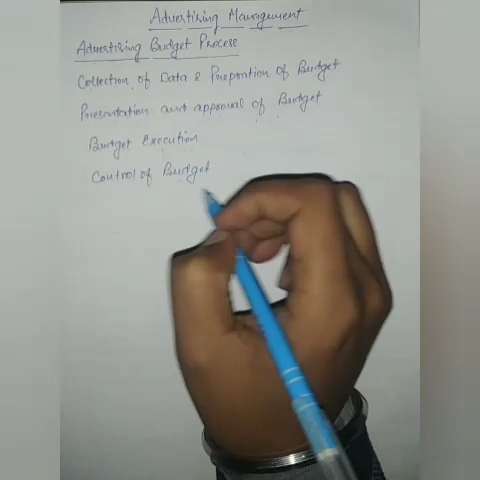 Advertising Management
Advertising Budget Process
Collection of Data & Preparation of Budget
Presentation and approval of Budget
Budget Execution
Control of Budget